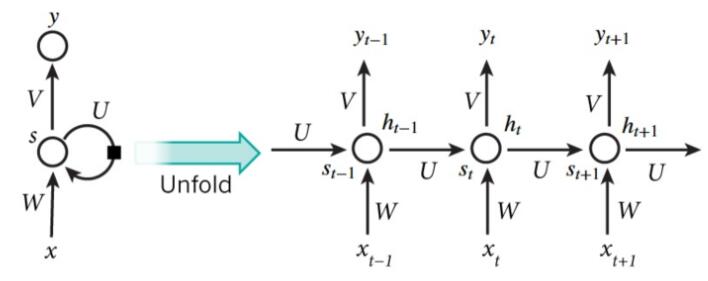 y
V
U
s
W
x
Unfold
y_{t-1} y_t y_{t+1}
V V V
U h_{t-1} h_t h_{t+1}
s_{t-1} U s_t U s_{t+1} U
W W W
x_{t-1} x_t x_{t+1}